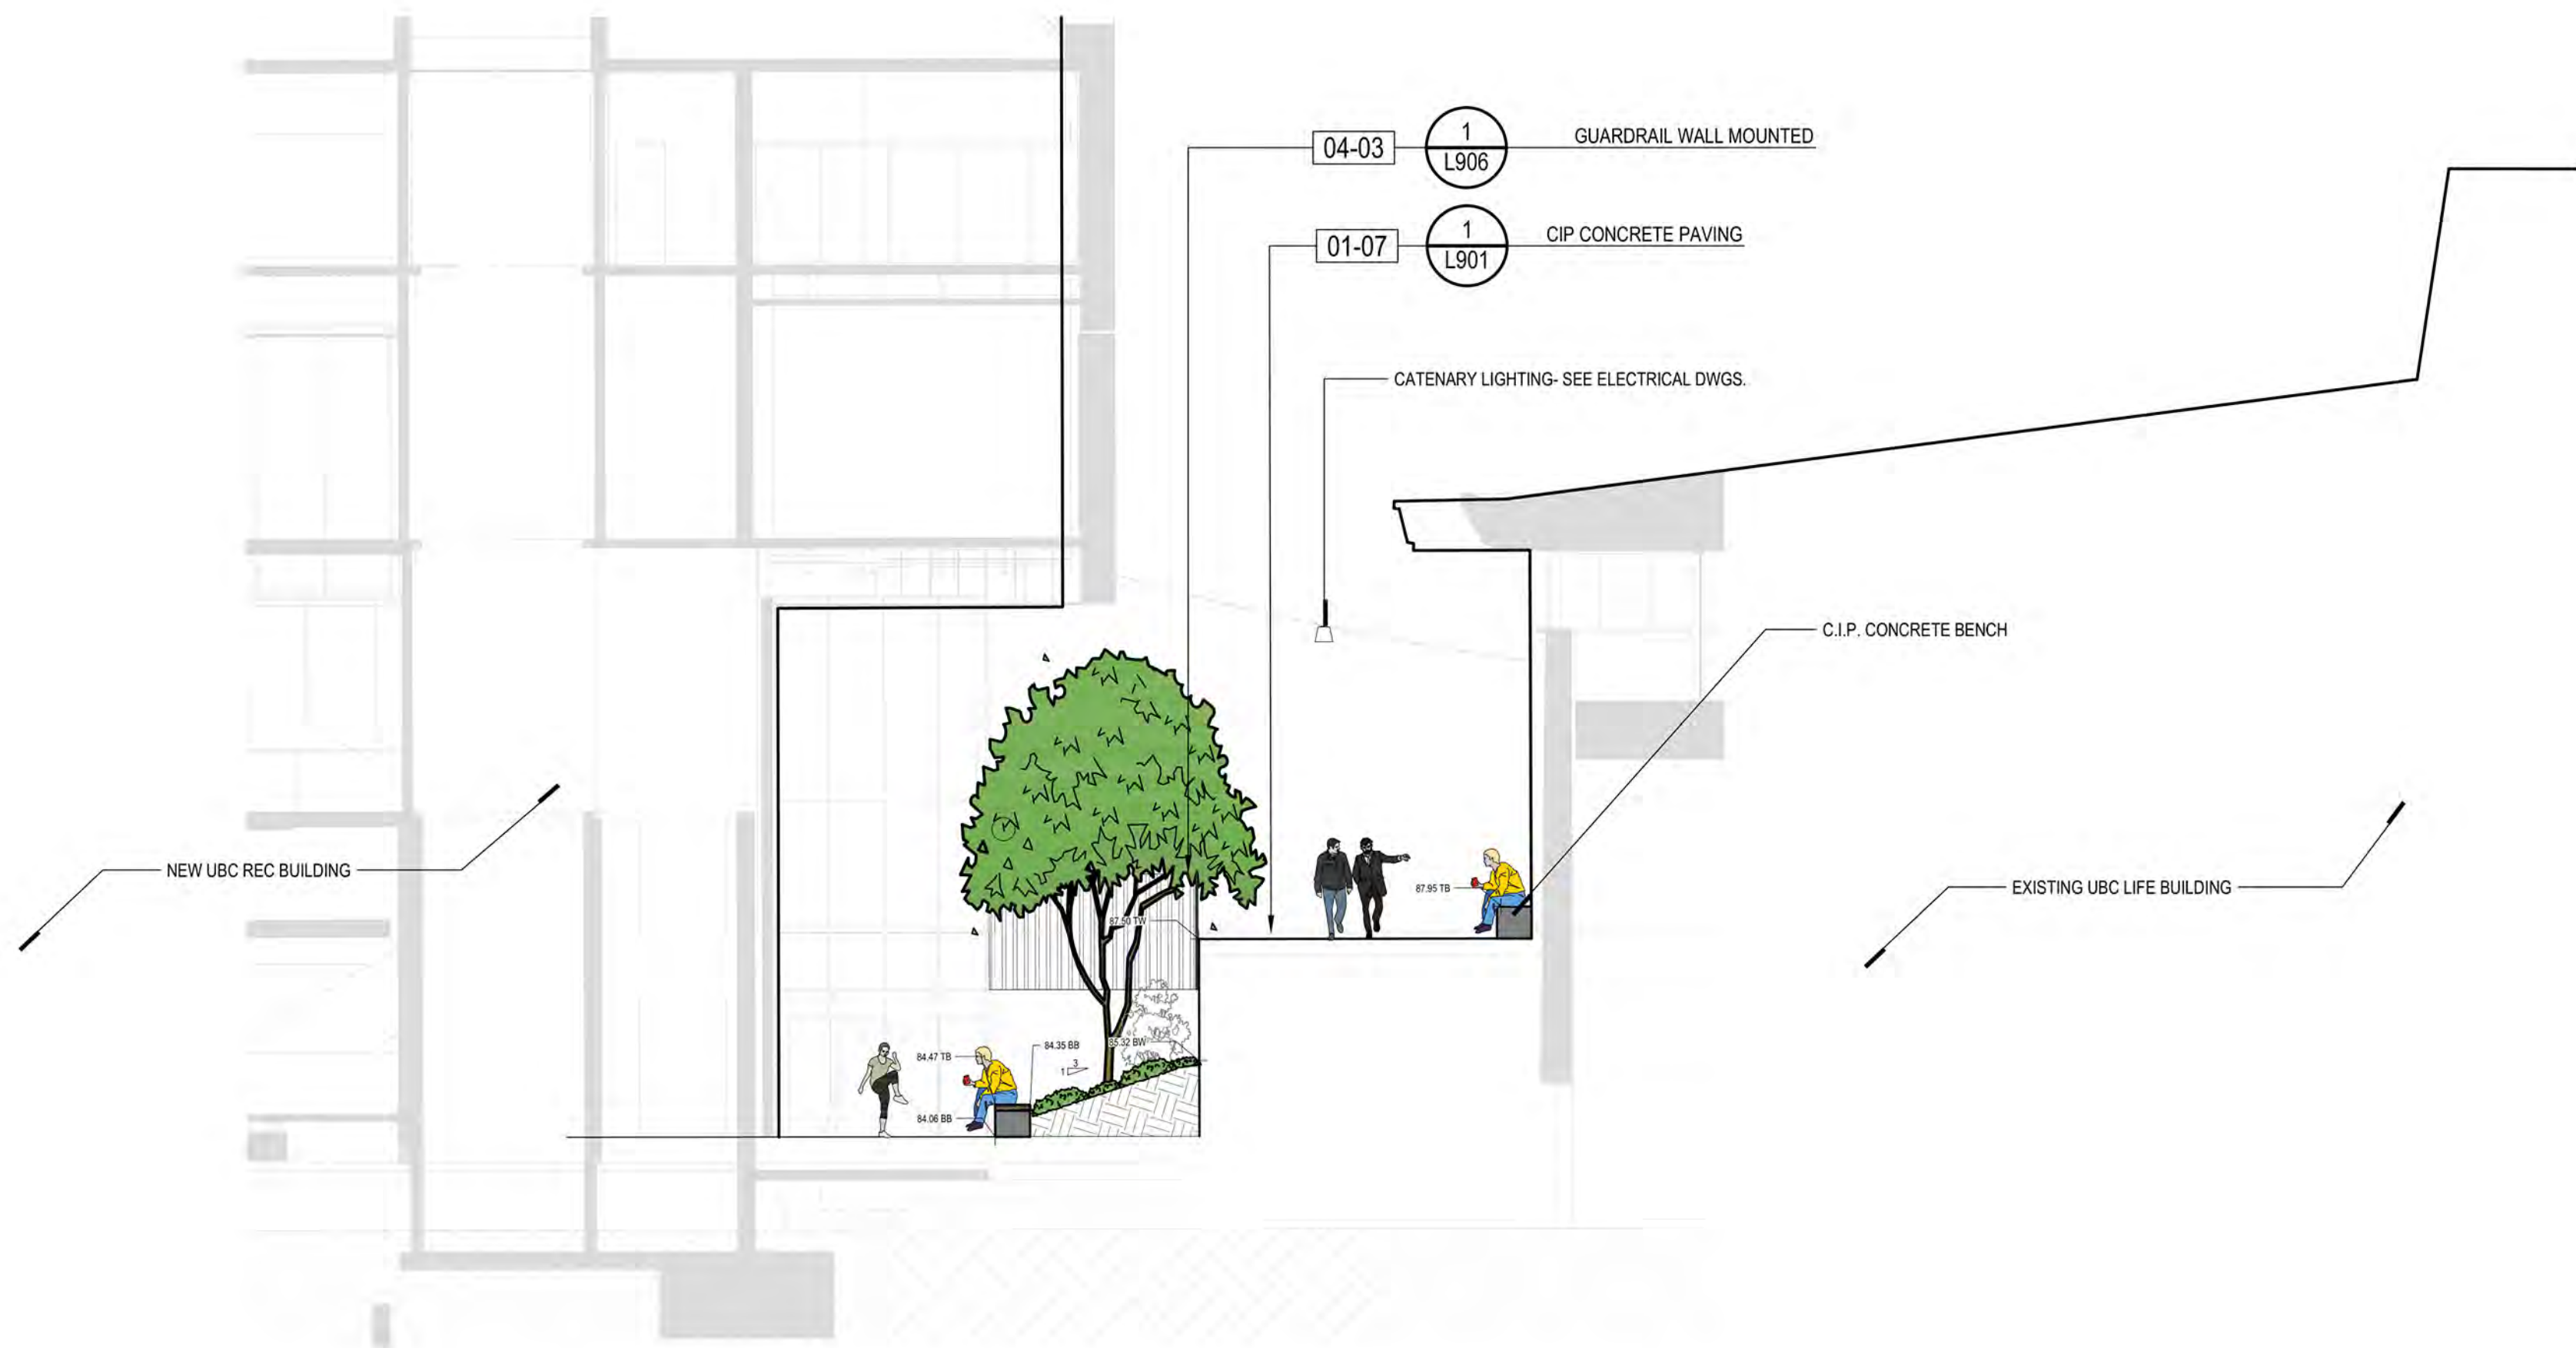 04-03
1
L906
GUARDRAIL WALL MOUNTED
01-07
1
L901
CIP CONCRETE PAVING
CATENARY LIGHTING- SEE ELECTRICAL DWGS.
C.I.P. CONCRETE BENCH
NEW UBC REC BUILDING
87.95 TB
EXISTING UBC LIFE BUILDING
87.50 TW
84.47 TB
84.35 BB
85.32 BW
3
1
84.06 BB